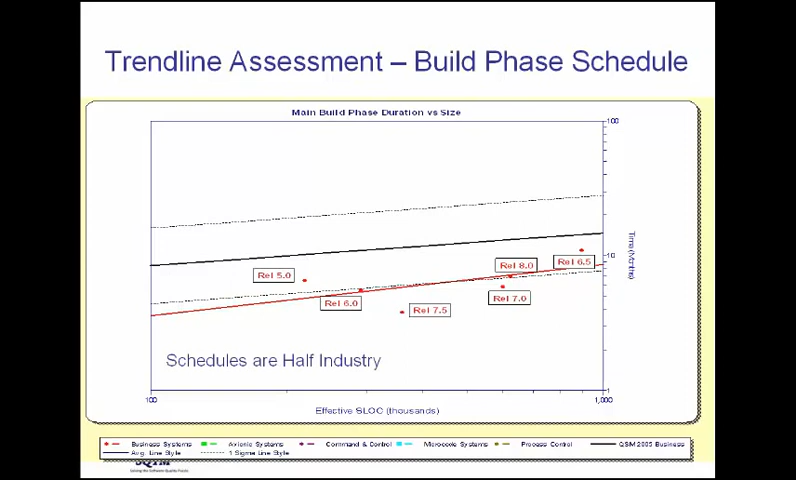 Trendline Assessment – Build Phase Schedule
Main Build Phase Duration vs Size
100
Rel 8.0
Rel 6.5
10
Rel 5.0
Rel 6.0
Rel 7.0
Rel 7.5
Time (Months)
Schedules are Half Industry
1
100
1,000
Effective SLOC (thousands)
Business Systems
Avionic Systems
Command & Control
Microcode Systems
Process Control
QSM 2005 Business
Avg. Line Style
1 Sigma Line Style
QSM